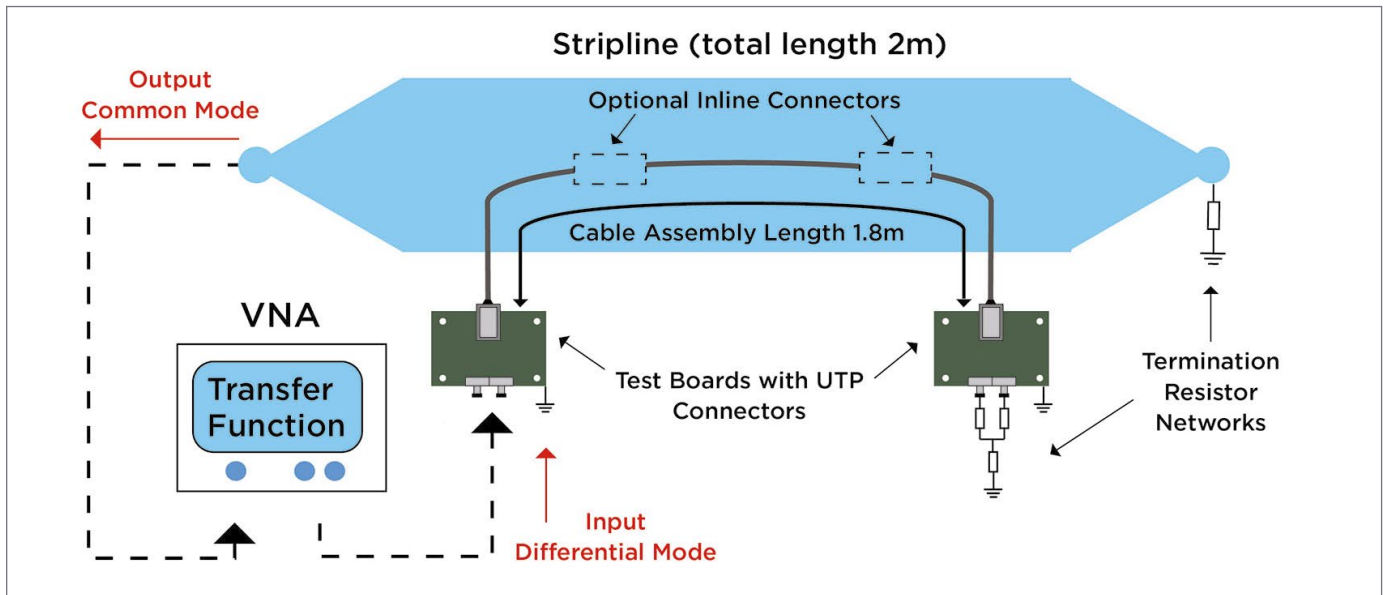 Stripline (total length 2m)
Output
Common Mode
Optional Inline Connectors
Cable Assembly Length 1.8m
VNA
Transfer
Function
Test Boards with UTP
Connectors
Termination
Resistor
Networks
Input
Differential Mode